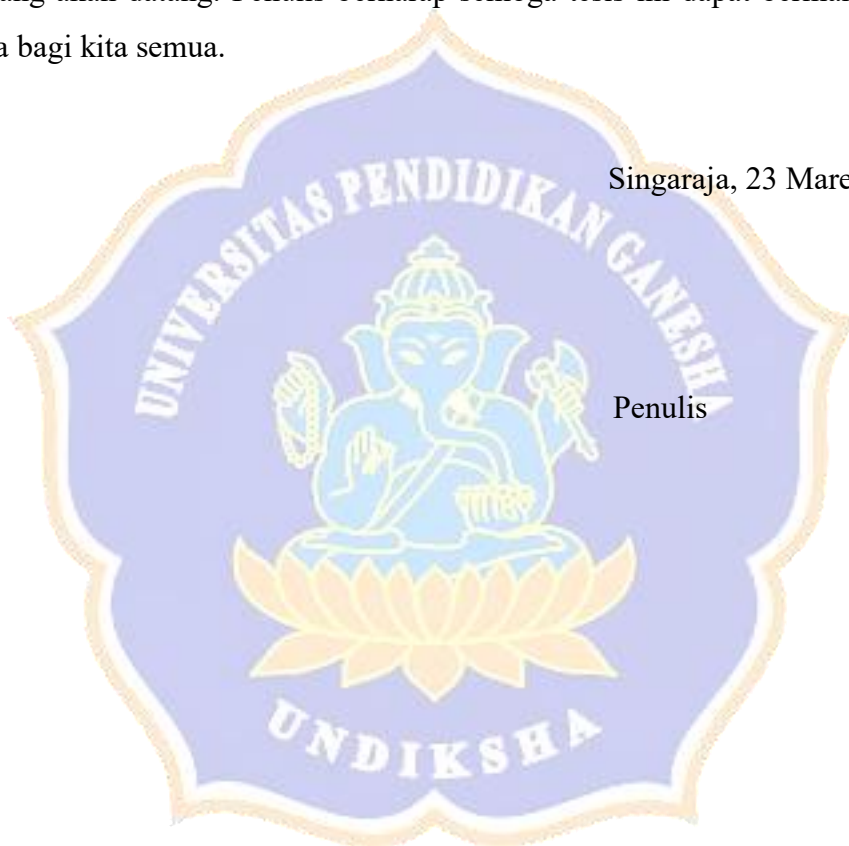 ang akan datang. Penulis berharap semoga tesis ini dapat
a bagi kita semua.
Singaraja, 23 Mare
UNIVERSITAS PENDIDIKAN GANESHA
Penulis
UNDIKSHA